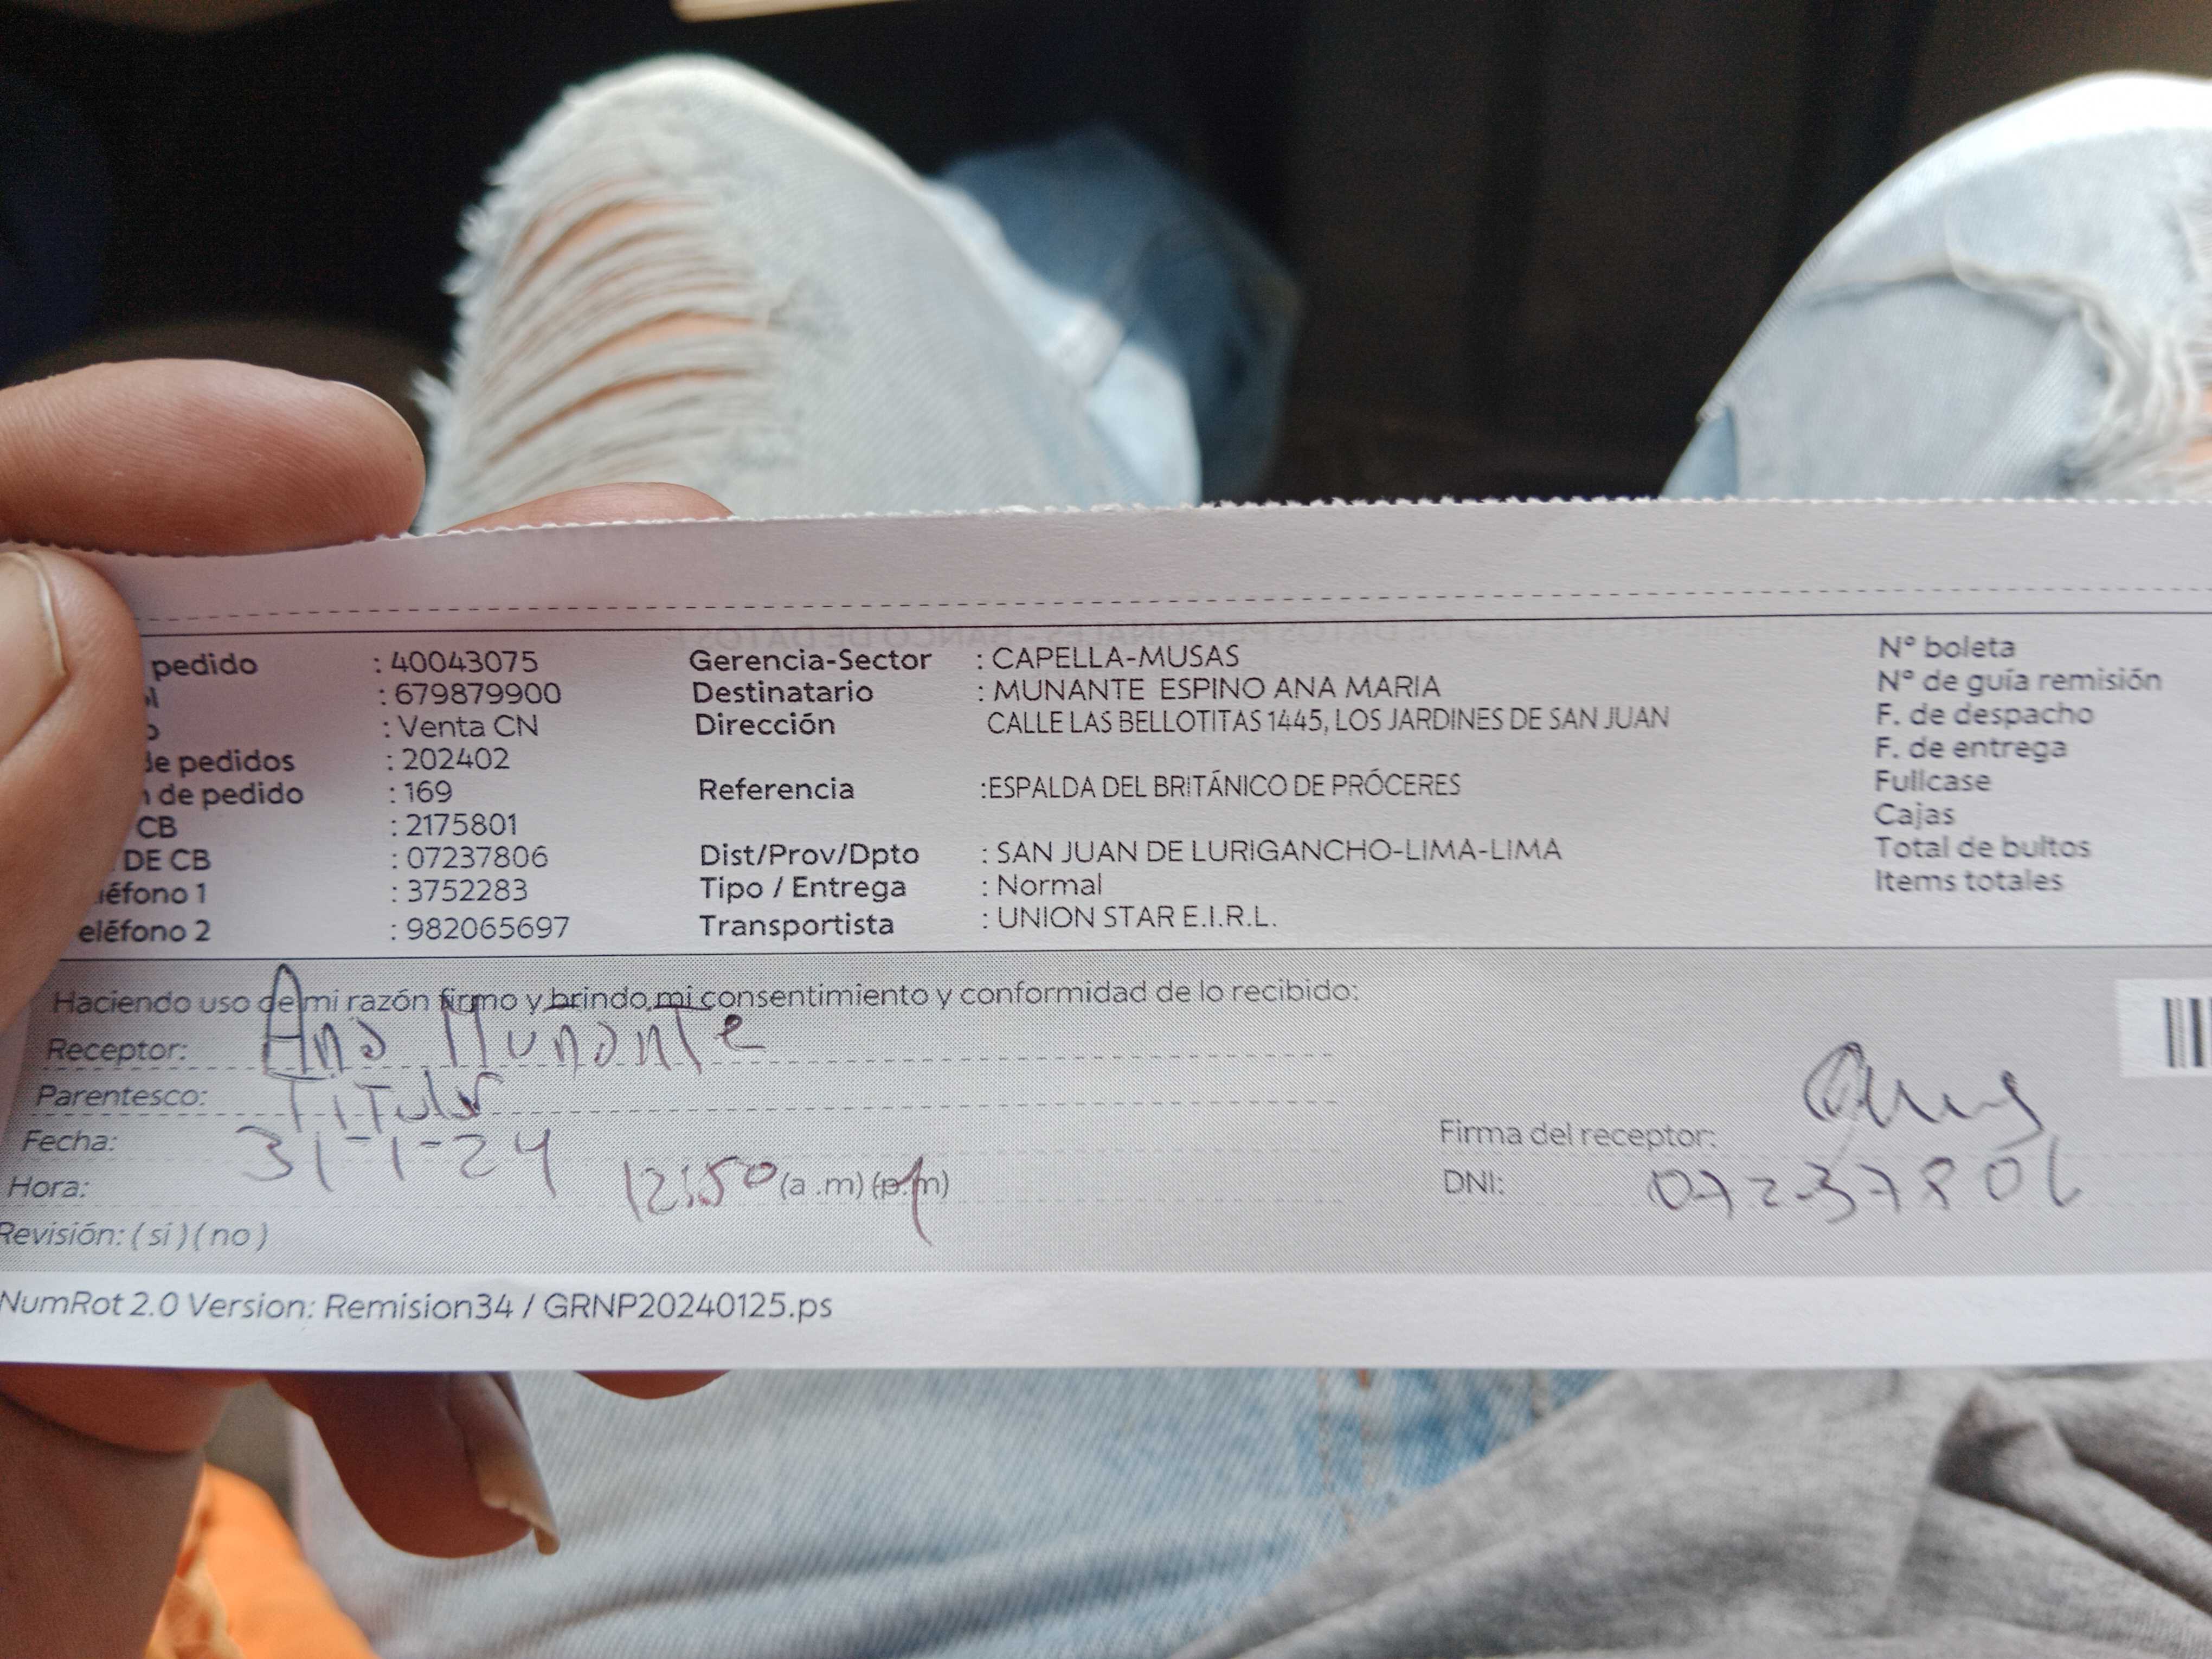 pedido : 40043075 Gerencia-Sector : CAPELLA-MUSAS Nº boleta
: 679879900 Destinatario : MUNANTE ESPINO ANA MARIA Nº de guía remisión
: Venta CN Dirección CALLE LAS BELLOTITAS 1445, LOS JARDINES DE SAN JUAN F. de despacho
de pedidos : 202402 F. de entrega
de pedido : 169 Referencia :ESPALDA DEL BRITÁNICO DE PRÓCERES Fullcase
CB : 2175801 Cajas
DE CB : 07237806 Dist/Prov/Dpto : SAN JUAN DE LURIGANCHO-LIMA-LIMA Total de bultos
léfono 1 : 3752283 Tipo / Entrega : Normal Items totales
eléfono 2 : 982065697 Transportista : UNION STAR E.I.R.L.
Haciendo uso de mi razón firmo y brindo mi consentimiento y conformidad de lo recibido:
Receptor: Ana Munante
Parentesco: Titular
Fecha: 31-1-24 Firma del receptor:
Hora: 12:50 (a .m) (p.m) DNI: 07237806
Revisión: ( sí ) ( no )
NumRot 2.0 Version: Remision34 / GRNP20240125.ps